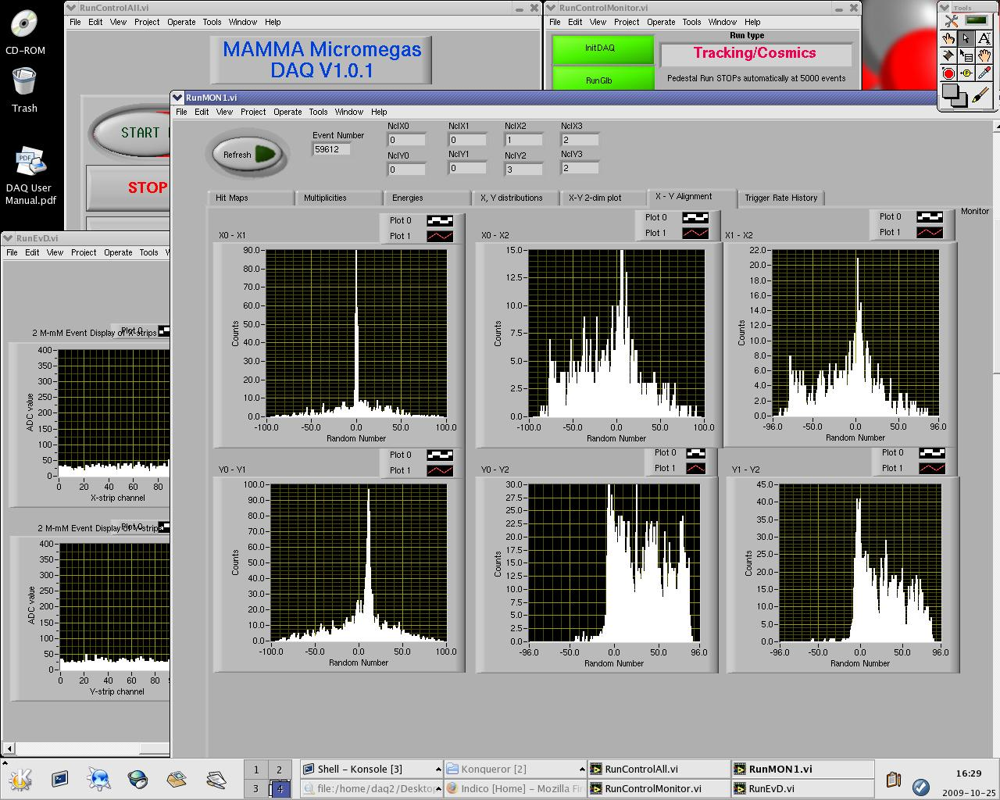 CD-ROM
Trash
DAQ User
Manual.pdf
RunControlAll.vi
File Edit View Project Operate Tools Window Help
MAMMA Micromegas
DAQ V1.0.1
START
STOP
RunControlMonitor.vi
File Edit View Project Operate Tools Window Help
InitDAQ
RunGlb
Run type
Tracking/Cosmics
Pedestal Run STOPs automatically at 5000 events
Tools
RunMON1.vi
File Edit View Project Operate Tools Window Help
Refresh
Event Number
59612
NclX0 NclX1 NclX2 NclX3
0 0 1 2
NclY0 NclY1 NclY2 NclY3
0 0 3 2
Hit Maps Multiplicities Energies X, Y distributions X-Y 2-dim plot X - Y Alignment Trigger Rate History
Monitor
X0 - X1
Plot 0
Plot 1
90.0
80.0
70.0
60.0
50.0
40.0
30.0
20.0
10.0
0.0
Counts
-100.0 -50.0 0.0 50.0 100.0
Random Number
X0 - X2
Plot 0
Plot 1
15.0
12.5
10.0
7.5
5.0
2.5
0.0
Counts
-100.0 -50.0 0.0 50.0 100.0
Random Number
X1 - X2
Plot 0
Plot 1
22.0
20.0
18.0
16.0
14.0
12.0
10.0
8.0
6.0
4.0
2.0
0.0
Counts
-96.0 -50.0 0.0 50.0 96.0
Random Number
Y0 - Y1
Plot 0
Plot 1
100.0
90.0
80.0
70.0
60.0
50.0
40.0
30.0
20.0
10.0
0.0
Counts
-100.0 -50.0 0.0 50.0 100.0
Random Number
Y0 - Y2
Plot 0
Plot 1
30.0
27.5
25.0
22.5
20.0
17.5
15.0
12.5
10.0
7.5
5.0
2.5
0.0
Counts
-96.0 -50.0 0.0 50.0 96.0
Random Number
Y1 - Y2
Plot 0
Plot 1
45.0
40.0
35.0
30.0
25.0
20.0
15.0
10.0
5.0
0.0
Counts
-96.0 -50.0 0.0 50.0 96.0
Random Number
RunEvD.vi
File Edit View Project Operate Tools
Plot 0
2 M-mM Event Display of X-strips
400
350
300
250
200
150
100
50
0
ADC value
0 20 40 60 80
X-strip channel
Plot 0
2 M-mM Event Display of Y-strips
400
350
300
250
200
150
100
50
0
ADC value
0 20 40 60 80
Y-strip channel
1 2
3 4
Shell - Konsole [3]
Konqueror [2]
RunControlAll.vi
RunMON1.vi
file:/home/daq2/Desktop
Indico [Home] - Mozilla Fir
RunControlMonitor.vi
RunEvD.vi
16:29
2009-10-25